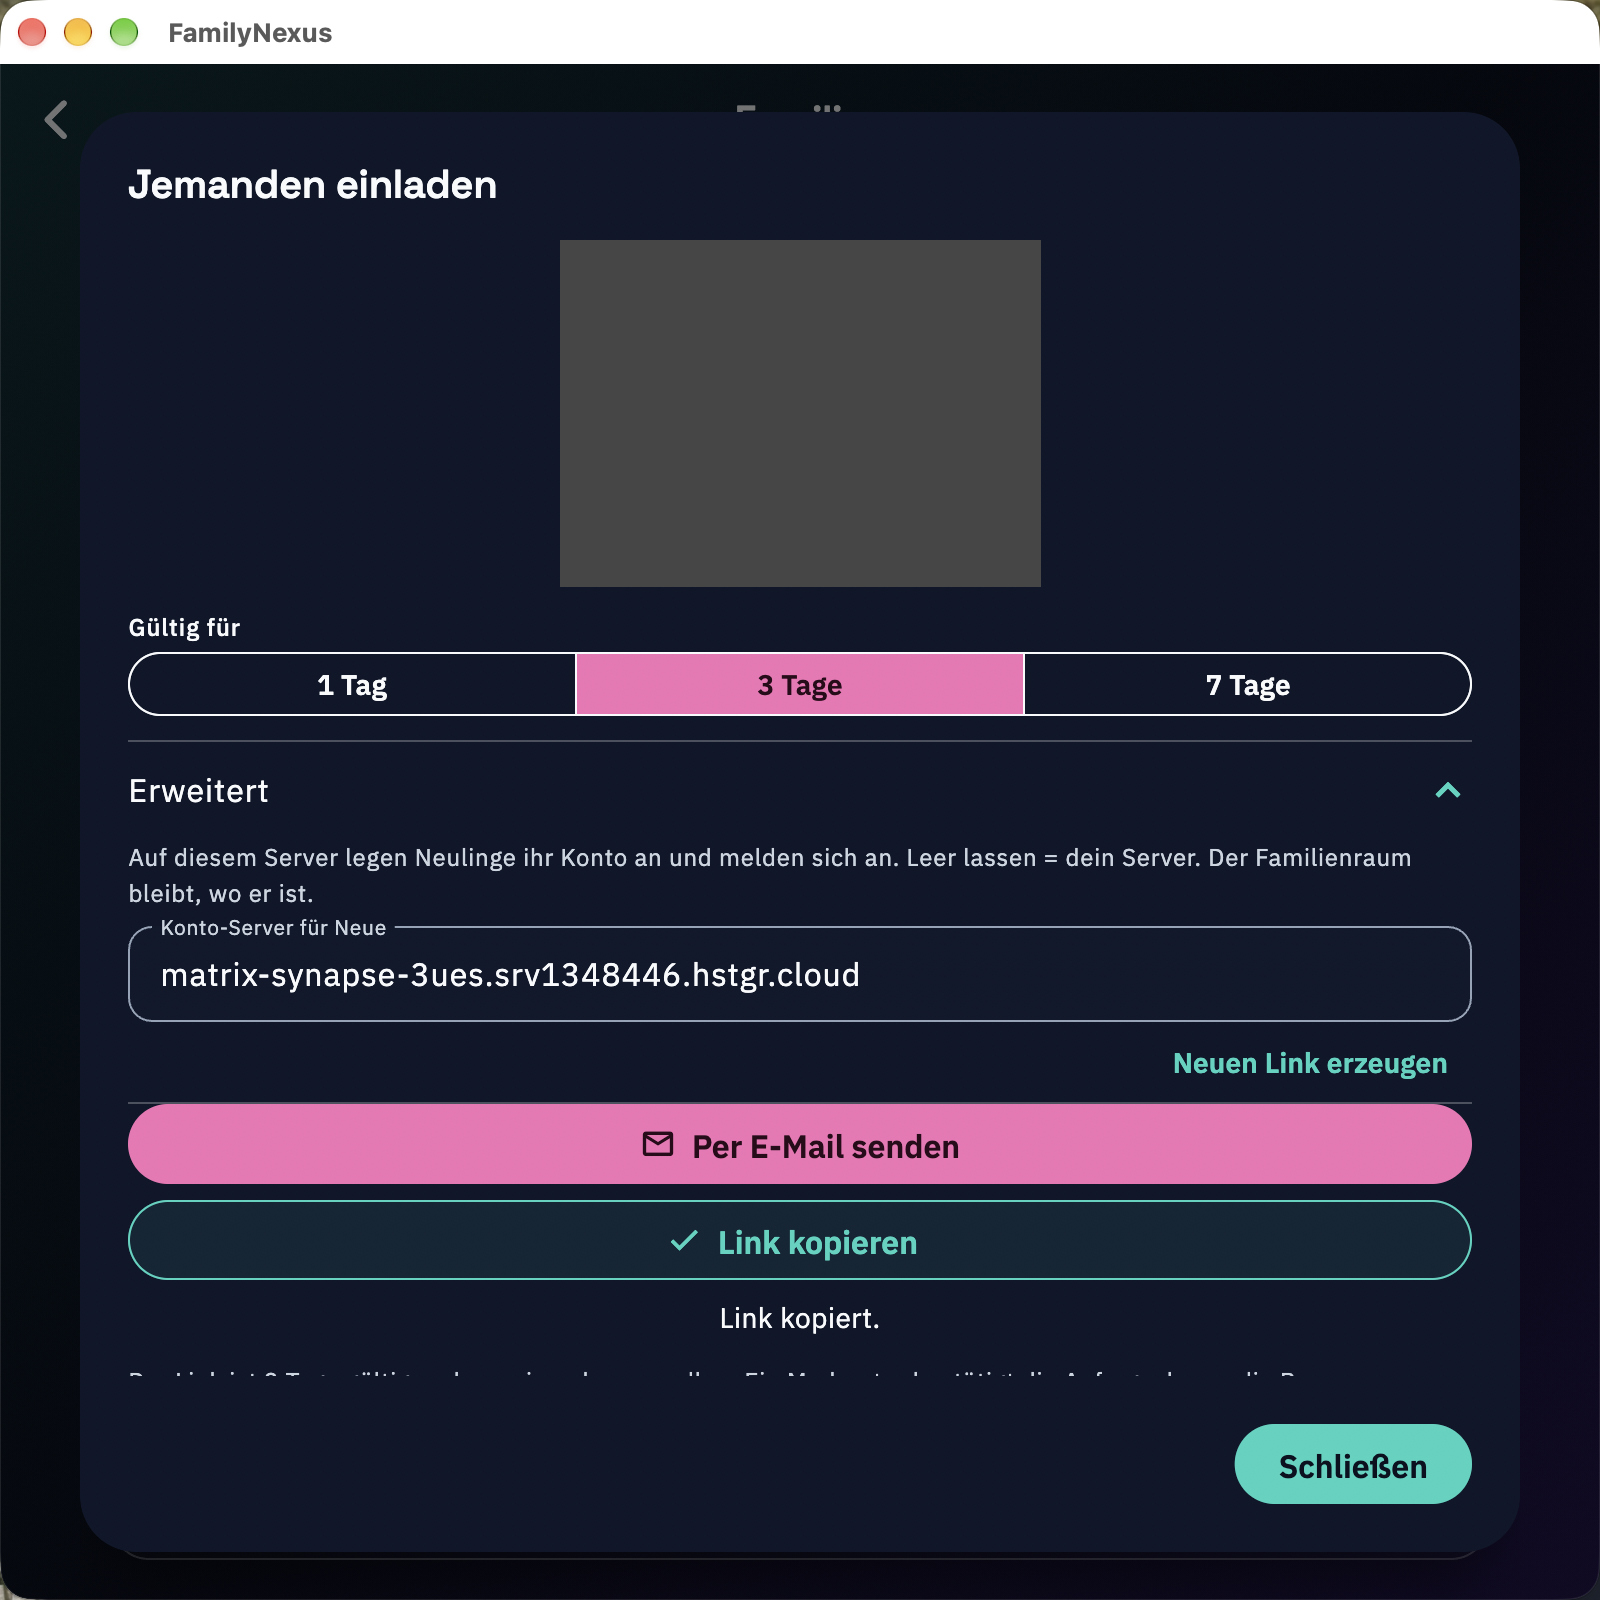 FamilyNexus
Jemanden einladen
Gültig für
1 Tag
3 Tage
7 Tage
Erweitert
Auf diesem Server legen Neulinge ihr Konto an und melden sich an. Leer lassen = dein Server. Der Familienraum
bleibt, wo er ist.
Konto-Server für Neue
matrix-synapse-3ues.srv1348446.hstgr.cloud
Neuen Link erzeugen
Per E-Mail senden
Link kopieren
Link kopiert.
Schließen